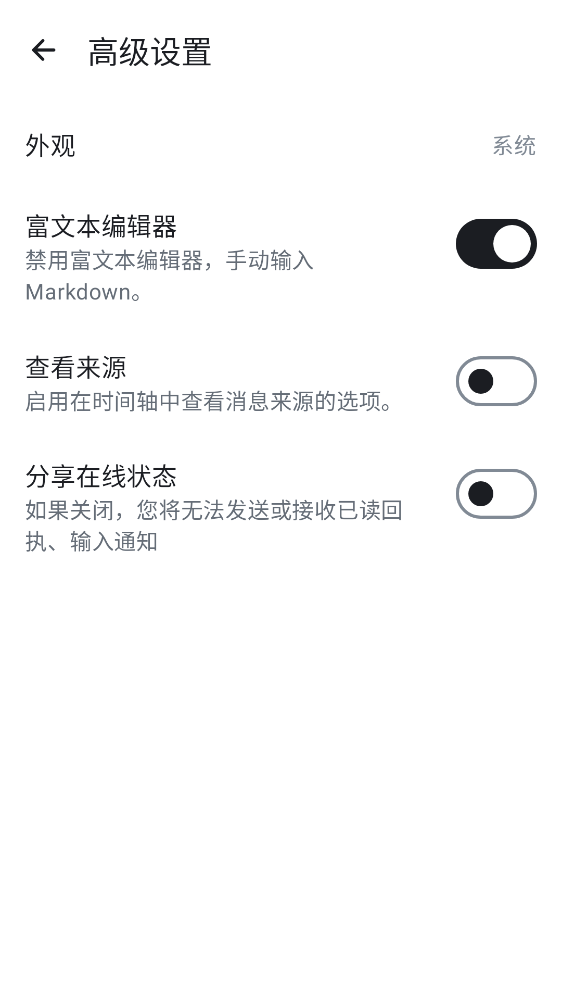 高级设置
外观
系统
富文本编辑器
禁用富文本编辑器，手动输入
Markdown。
查看来源
启用在时间轴中查看消息来源的选项。
分享在线状态
如果关闭，您将无法发送或接收已读回
执、输入通知